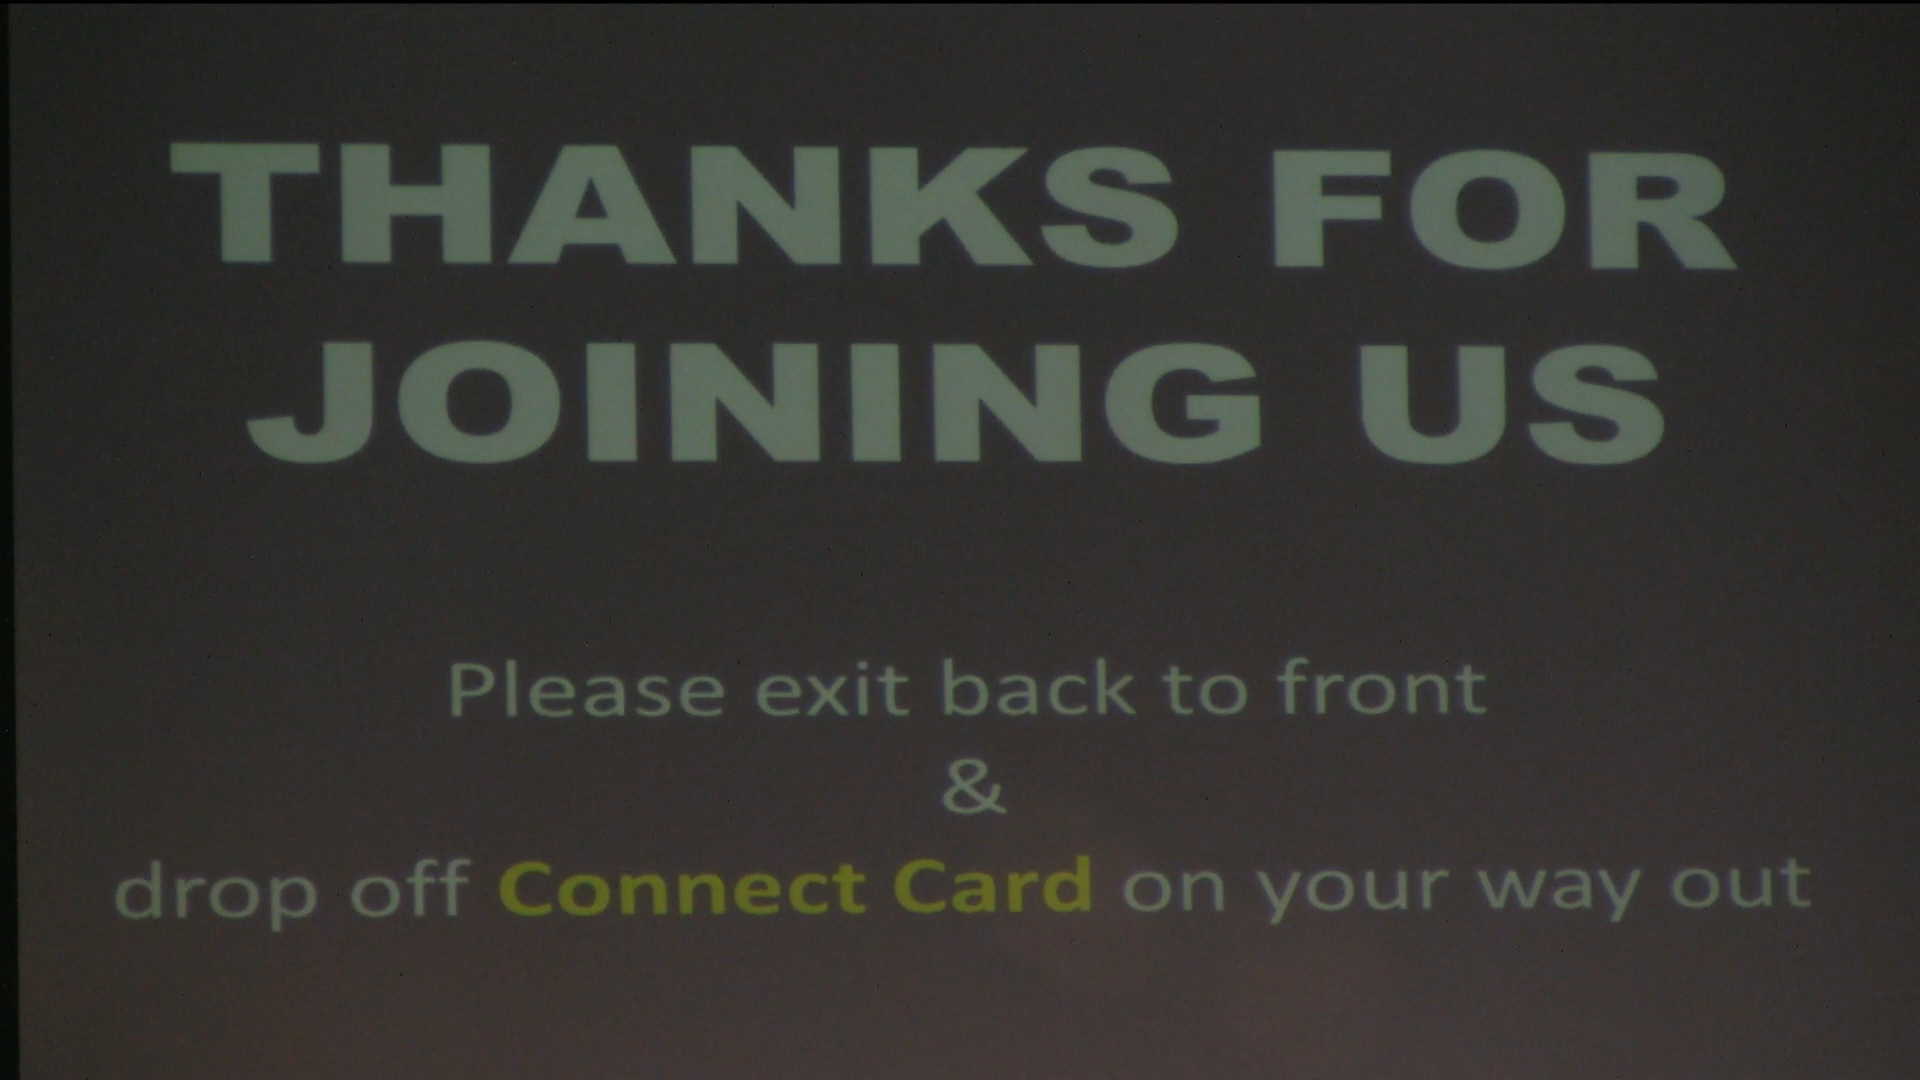 THANKS FOR
JOINING US
Please exit back to front
&
drop off Connect Card on your way out